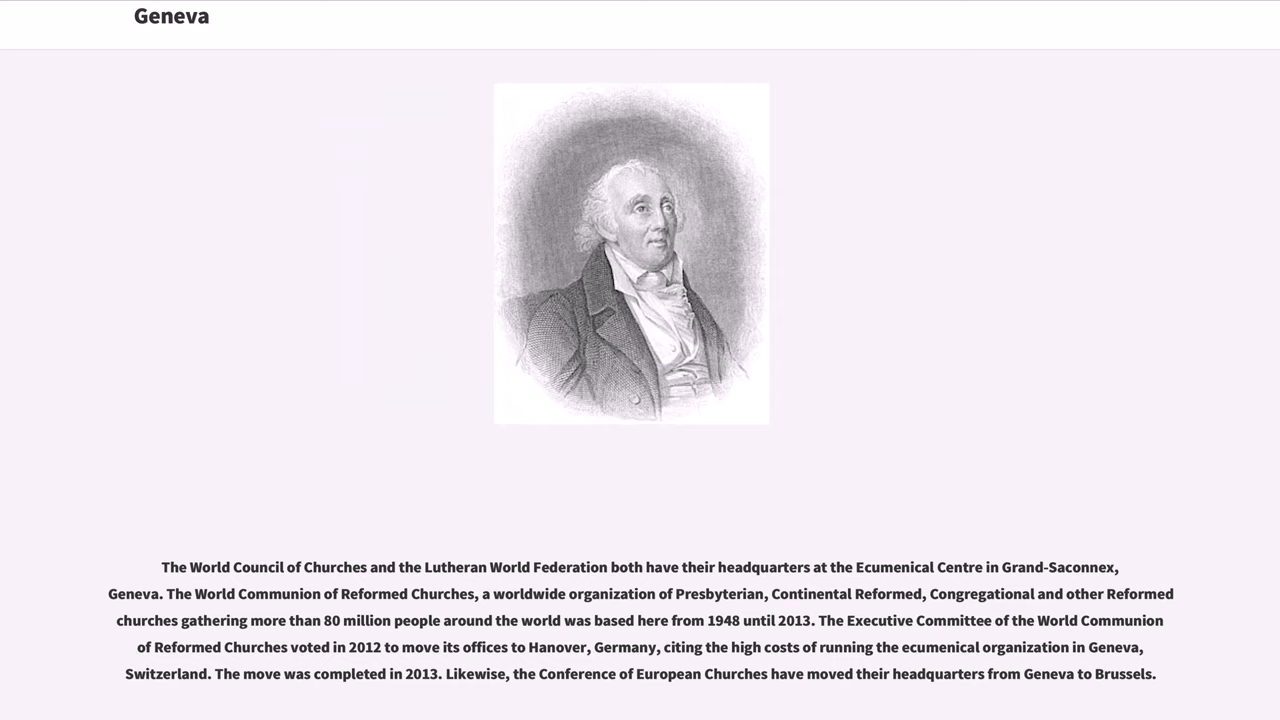 Geneva
The World Council of Churches and the Lutheran World Federation both have their headquarters at the Ecumenical Centre in Grand-Saconnex,
Geneva. The World Communion of Reformed Churches, a worldwide organization of Presbyterian, Continental Reformed, Congregational and other Reformed
churches gathering more than 80 million people around the world was based here from 1948 until 2013. The Executive Committee of the World Communion
of Reformed Churches voted in 2012 to move its offices to Hanover, Germany, citing the high costs of running the ecumenical organization in Geneva,
Switzerland. The move was completed in 2013. Likewise, the Conference of European Churches have moved their headquarters from Geneva to Brussels.